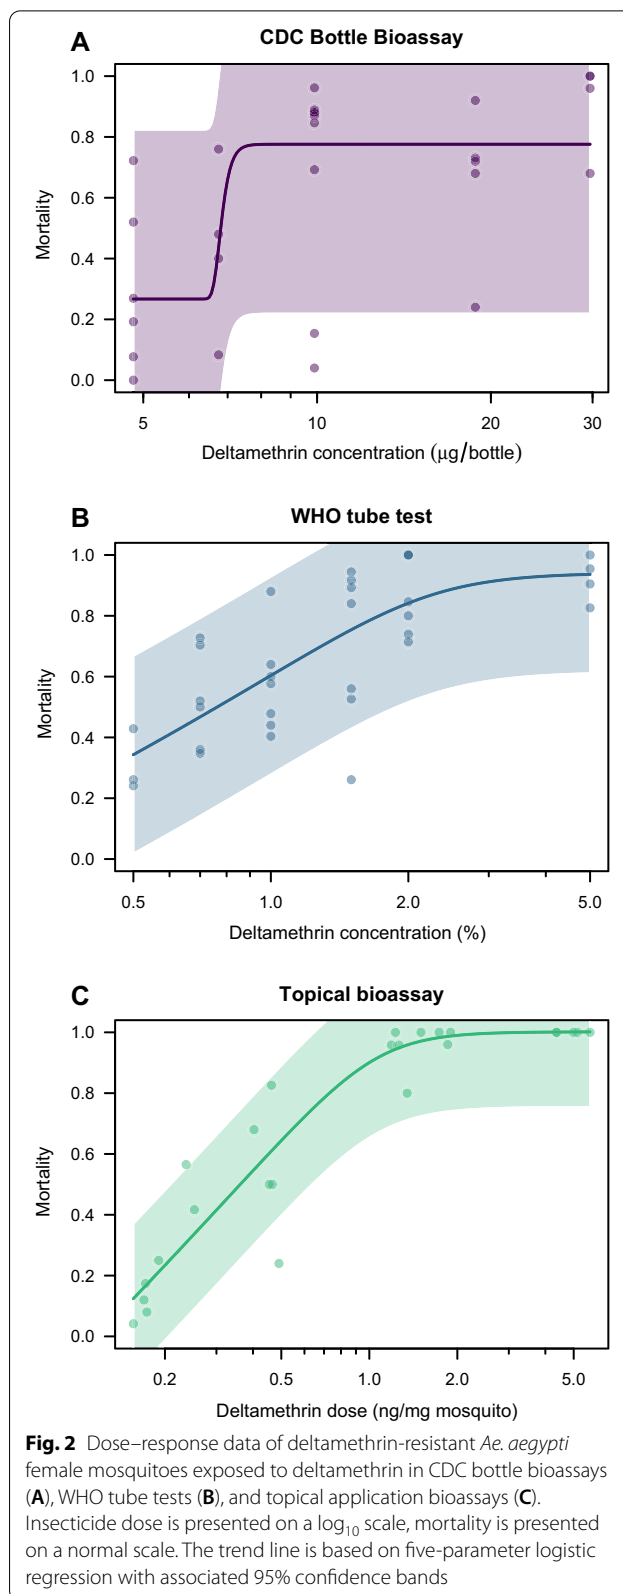 A
CDC Bottle Bioassay
1.0
0.8
0.6
0.4
0.2
0.0
Mortality
5
10
20
30
Deltamethrin concentration (μg/bottle)
B
WHO tube test
1.0
0.8
0.6
0.4
0.2
0.0
Mortality
0.5
1.0
2.0
5.0
Deltamethrin concentration (%)
C
Topical bioassay
1.0
0.8
0.6
0.4
0.2
0.0
Mortality
0.2
0.5
1.0
2.0
5.0
Deltamethrin dose (ng/mg mosquito)
Fig. 2 Dose–response data of deltamethrin-resistant Ae. aegypti
female mosquitoes exposed to deltamethrin in CDC bottle bioassays
(A), WHO tube tests (B), and topical application bioassays (C).
Insecticide dose is presented on a log10 scale, mortality is presented
on a normal scale. The trend line is based on five-parameter logistic
regression with associated 95% confidence bands